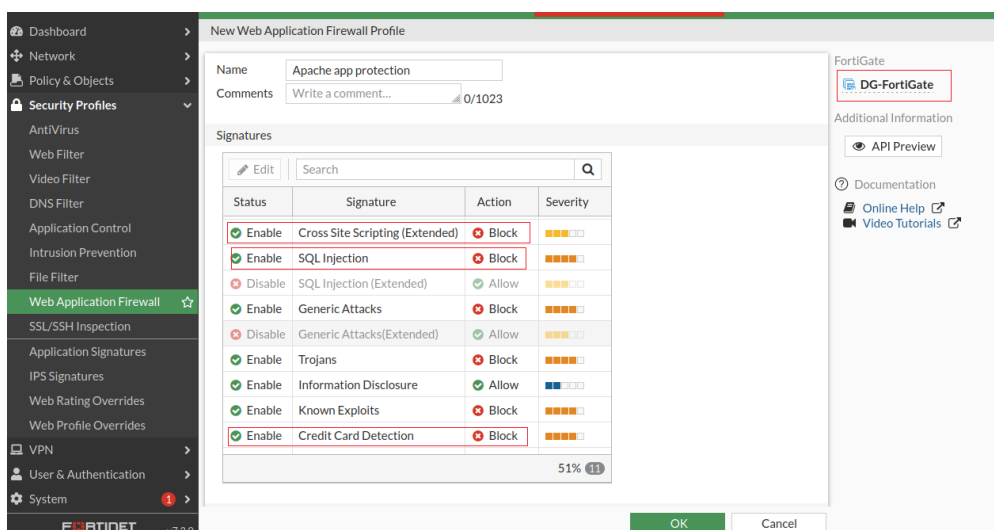 Dashboard
Network
Policy & Objects
Security Profiles
AntiVirus
Web Filter
Video Filter
DNS Filter
Application Control
Intrusion Prevention
File Filter
Web Application Firewall
SSL/SSH Inspection
Application Signatures
IPS Signatures
Web Rating Overrides
Web Profile Overrides
VPN
User & Authentication
System 1
FORTINET
New Web Application Firewall Profile
Name Apache app protection
Comments Write a comment... 0/1023
Signatures
Edit Search
Status Signature Action Severity
Enable Cross Site Scripting (Extended) Block
Enable SQL Injection Block
Disable SQL Injection (Extended) Allow
Enable Generic Attacks Block
Disable Generic Attacks(Extended) Allow
Enable Trojans Block
Enable Information Disclosure Allow
Enable Known Exploits Block
Enable Credit Card Detection Block
51% 11
OK Cancel
FortiGate
DG-FortiGate
Additional Information
API Preview
Documentation
Online Help
Video Tutorials